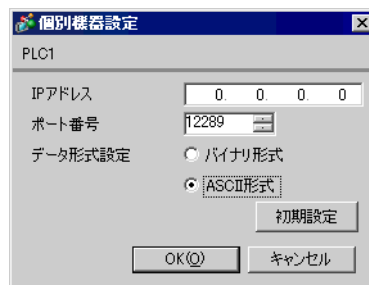 個別機器設定
PLC1
IPアドレス 0. 0. 0. 0
ポート番号 12289
データ形式設定 バイナリ形式
ASCII形式
初期設定
OK(O) キャンセル